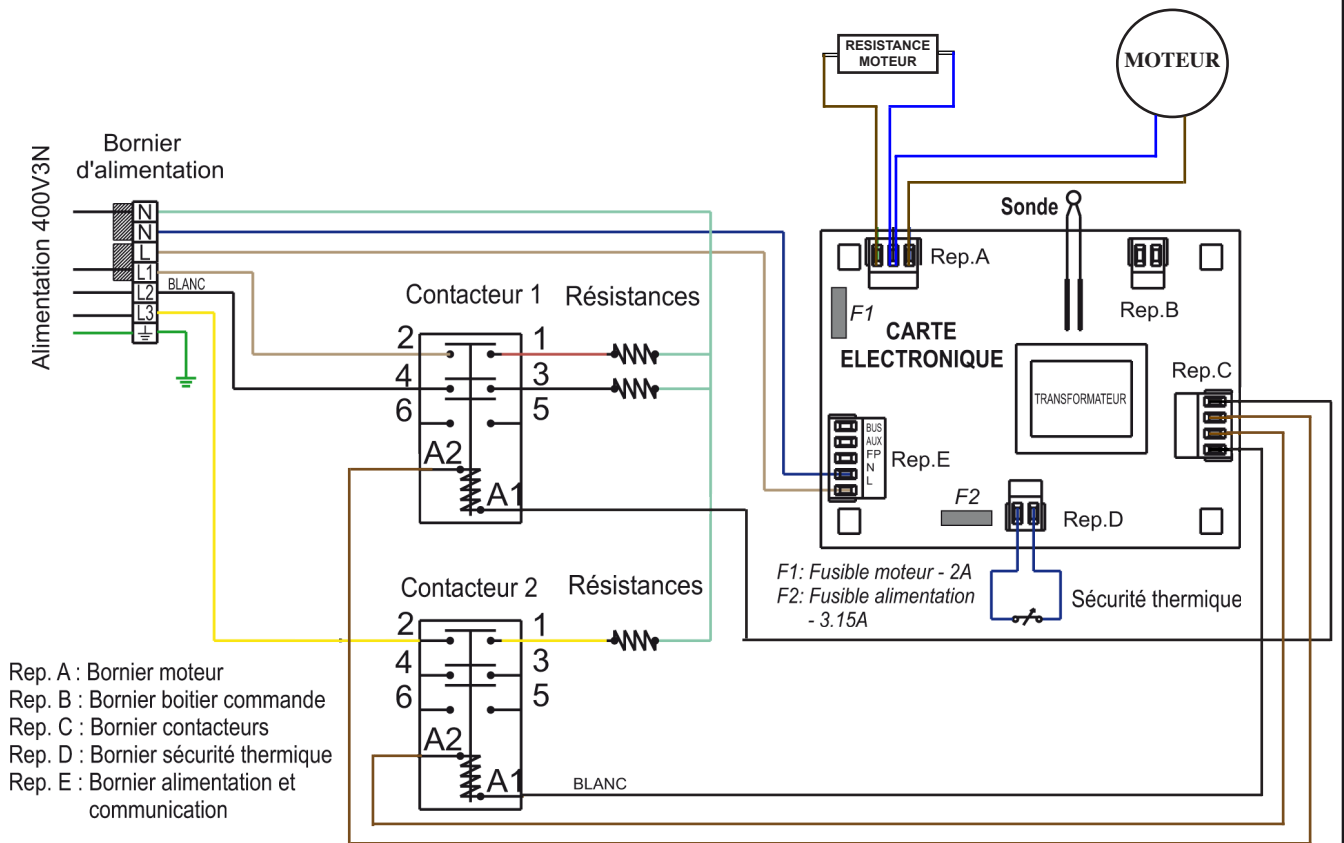 RESISTANCE
MOTEUR
MOTEUR
Alimentation 400V3N
Bornier
d'alimentation
N
N
L
L1
L2
L3
BLANC
Sonde
Rep.A
Rep.B
F1
CARTE
ELECTRONIQUE
TRANSFORMATEUR
Rep.C
BUS
AUX
FP
N
L
Rep.E
F2
Rep.D
Contacteur 1
Résistances
2
1
4
3
6
5
A2
A1
F1: Fusible moteur - 2A
F2: Fusible alimentation
- 3.15A
Sécurité thermique
Contacteur 2
Résistances
2
1
4
3
6
5
A2
A1
BLANC
Rep. A : Bornier moteur
Rep. B : Bornier boitier commande
Rep. C : Bornier contacteurs
Rep. D : Bornier sécurité thermique
Rep. E : Bornier alimentation et
communication